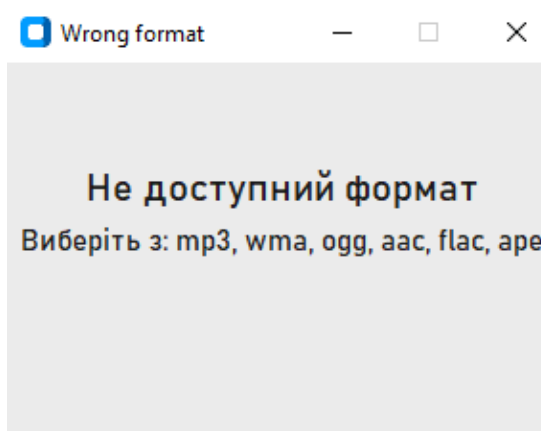 Wrong format
Не доступний формат
Виберіть з: mp3, wma, ogg, aac, flac, ape